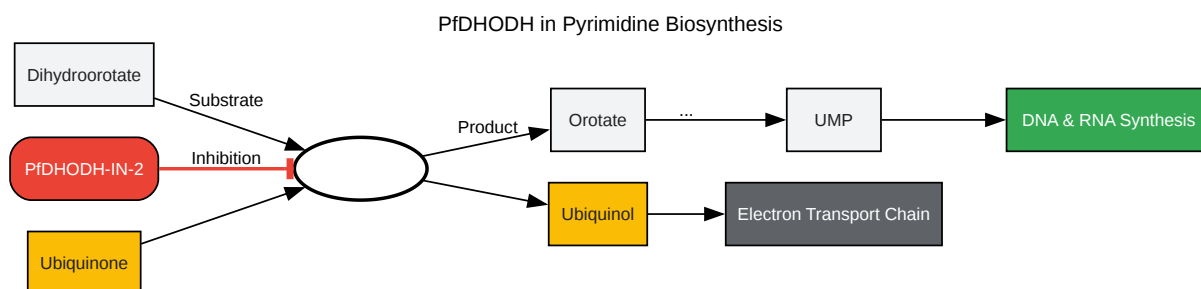 PfDHODH in Pyrimidine Biosynthesis
Dihydroorotate
Substrate
PfDHODH-IN-2
Inhibition
Ubiquinone
Product
Orotate
...
UMP
DNA & RNA Synthesis
Ubiquinol
Electron Transport Chain